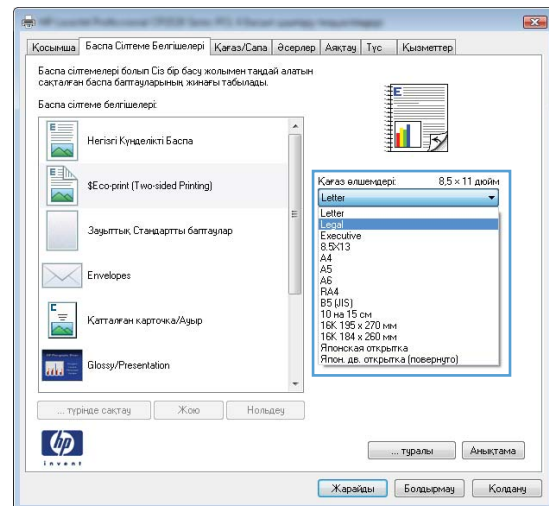 Қосымша
Баспа Сілтеме Белгішелері
Қағаз/Сапа
Әсерлер
Аяқтау
Түс
Қызметтер
Баспа сілтемелері болып Сіз бір басу жолымен таңдай алатын
сақталған баспа баптауларының жинағы табылады.
Баспа сілтеме белгішелері:
Негізгі Күнделікті Баспа
$Eco-print (Two-sided Printing)
Зауыттық Стандартты баптаулар
Envelopes
Қатталған карточка/Ауыр
Glossy/Presentation
Қағаз өлшемдері:
8,5 × 11 дюйм
Letter
Letter
Legal
Executive
8.5X13
A4
A5
A6
RA4
B5 (JIS)
10 на 15 см
16K 195 x 270 мм
16K 184 x 260 мм
Японская открытка
Япон. дв. открытка (повернуто)
... түрінде сақтау
Жою
Нольдеу
hp
invent
... туралы
Анықтама
Жарайды
Болдырмау
Қолдану